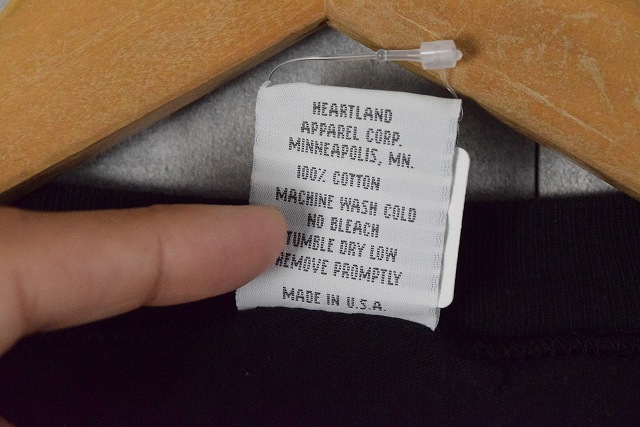 HEARTLAND
APPAREL CORP.
MINNEAPOLIS, MN.
100% COTTON
MACHINE WASH COLD
NO BLEACH
TUMBLE DRY LOW
REMOVE PROMPTLY
MADE IN U.S.A.